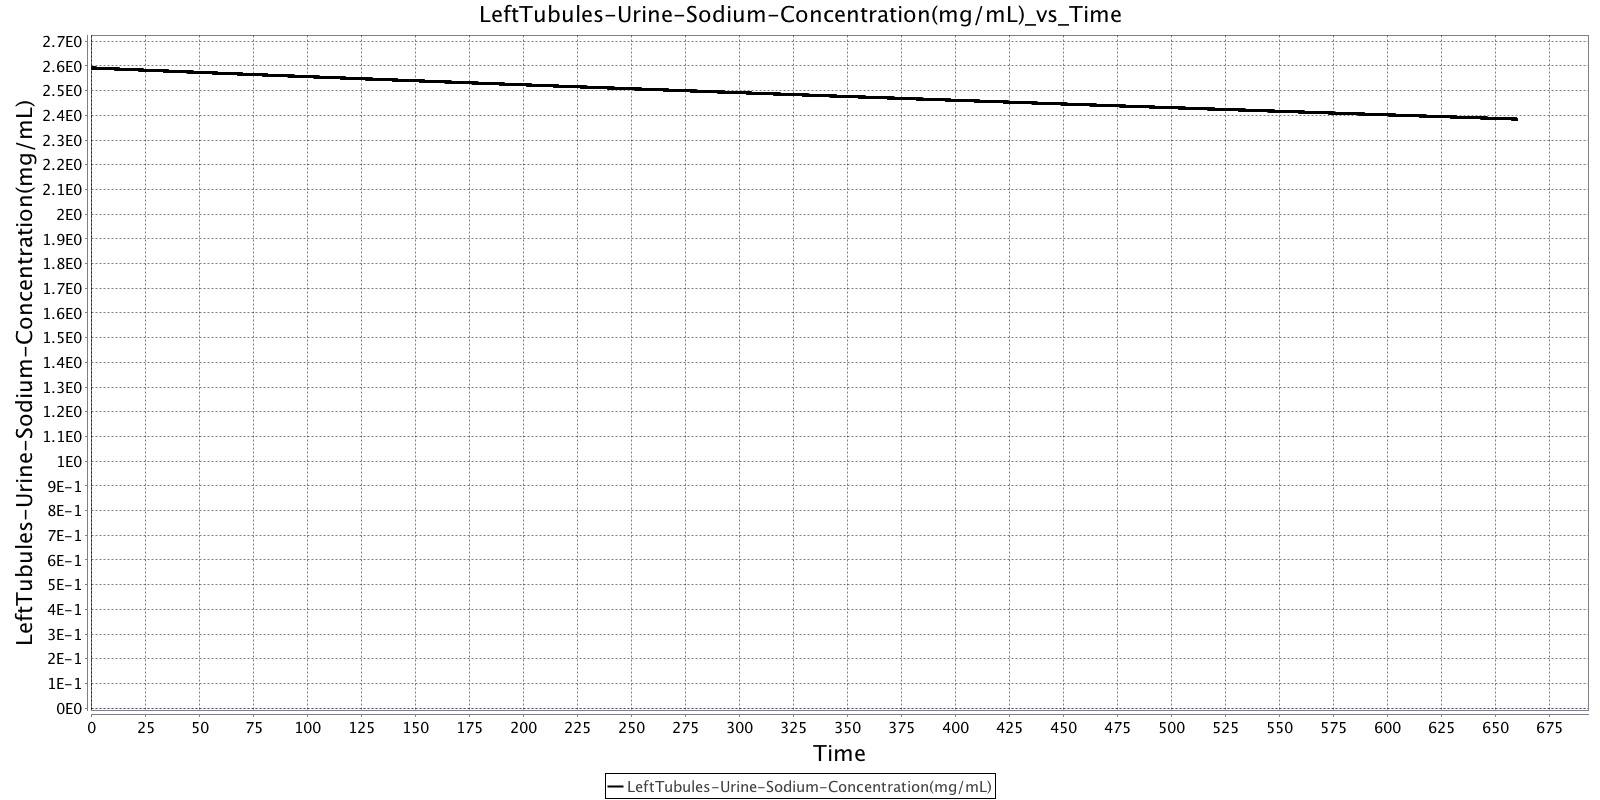 LeftTubules-Urine-Sodium-Concentration(mg/mL)_vs_Time
LeftTubules-Urine-Sodium-Concentration(mg/mL)
2.7E0
2.6E0
2.5E0
2.4E0
2.3E0
2.2E0
2.1E0
2E0
1.9E0
1.8E0
1.7E0
1.6E0
1.5E0
1.4E0
1.3E0
1.2E0
1.1E0
1E0
9E-1
8E-1
7E-1
6E-1
5E-1
4E-1
3E-1
2E-1
1E-1
0E0
0 25 50 75 100 125 150 175 200 225 250 275 300 325 350 375 400 425 450 475 500 525 550 575 600 625 650 675
Time
LeftTubules-Urine-Sodium-Concentration(mg/mL)